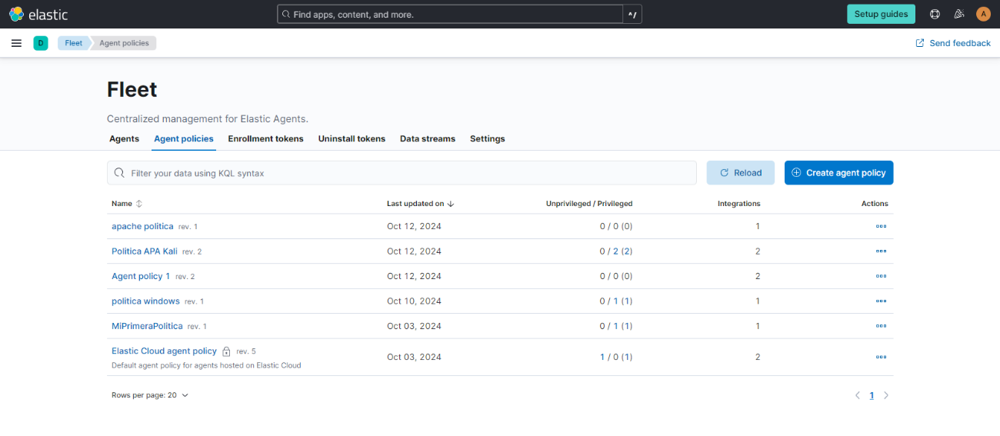 elastic
Find apps, content, and more.
^/
Setup guides
A
D
Fleet
Agent policies
Send feedback
Fleet
Centralized management for Elastic Agents.
Agents Agent policies Enrollment tokens Uninstall tokens Data streams Settings
Filter your data using KQL syntax
Reload
Create agent policy
Name Last updated on Unprivileged / Privileged Integrations Actions
apache politica rev. 1 Oct 12, 2024 0 / 0 (0) 1
Politica APA Kali rev. 2 Oct 12, 2024 0 / 2 (2) 2
Agent policy 1 rev. 2 Oct 12, 2024 0 / 0 (0) 2
politica windows rev. 1 Oct 10, 2024 0 / 1 (1) 1
MiPrimeraPolitica rev. 1 Oct 03, 2024 0 / 1 (1) 1
Elastic Cloud agent policy rev. 5 Oct 03, 2024 1 / 0 (1) 2
Default agent policy for agents hosted on Elastic Cloud
Rows per page: 20
1